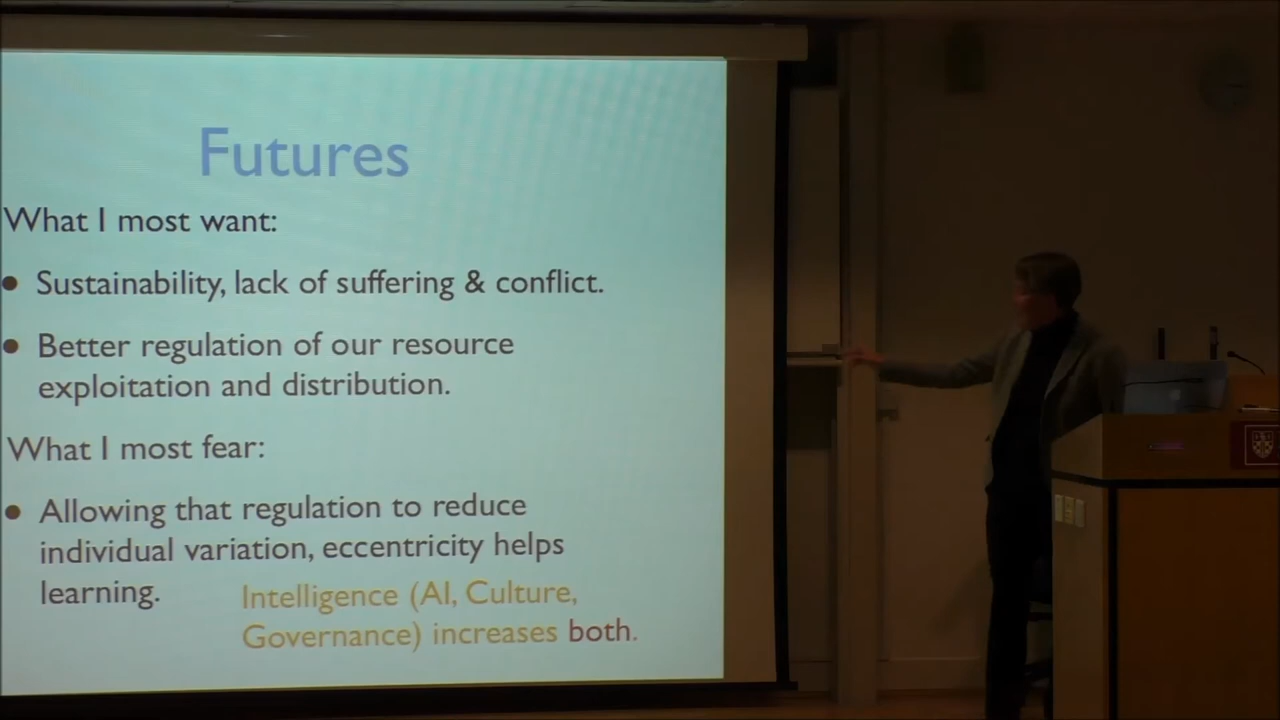 Futures
What I most want:
• Sustainability, lack of suffering & conflict.
• Better regulation of our resource
exploitation and distribution.
What I most fear:
• Allowing that regulation to reduce
individual variation, eccentricity helps
learning.
Intelligence (AI, Culture,
Governance) increases both.